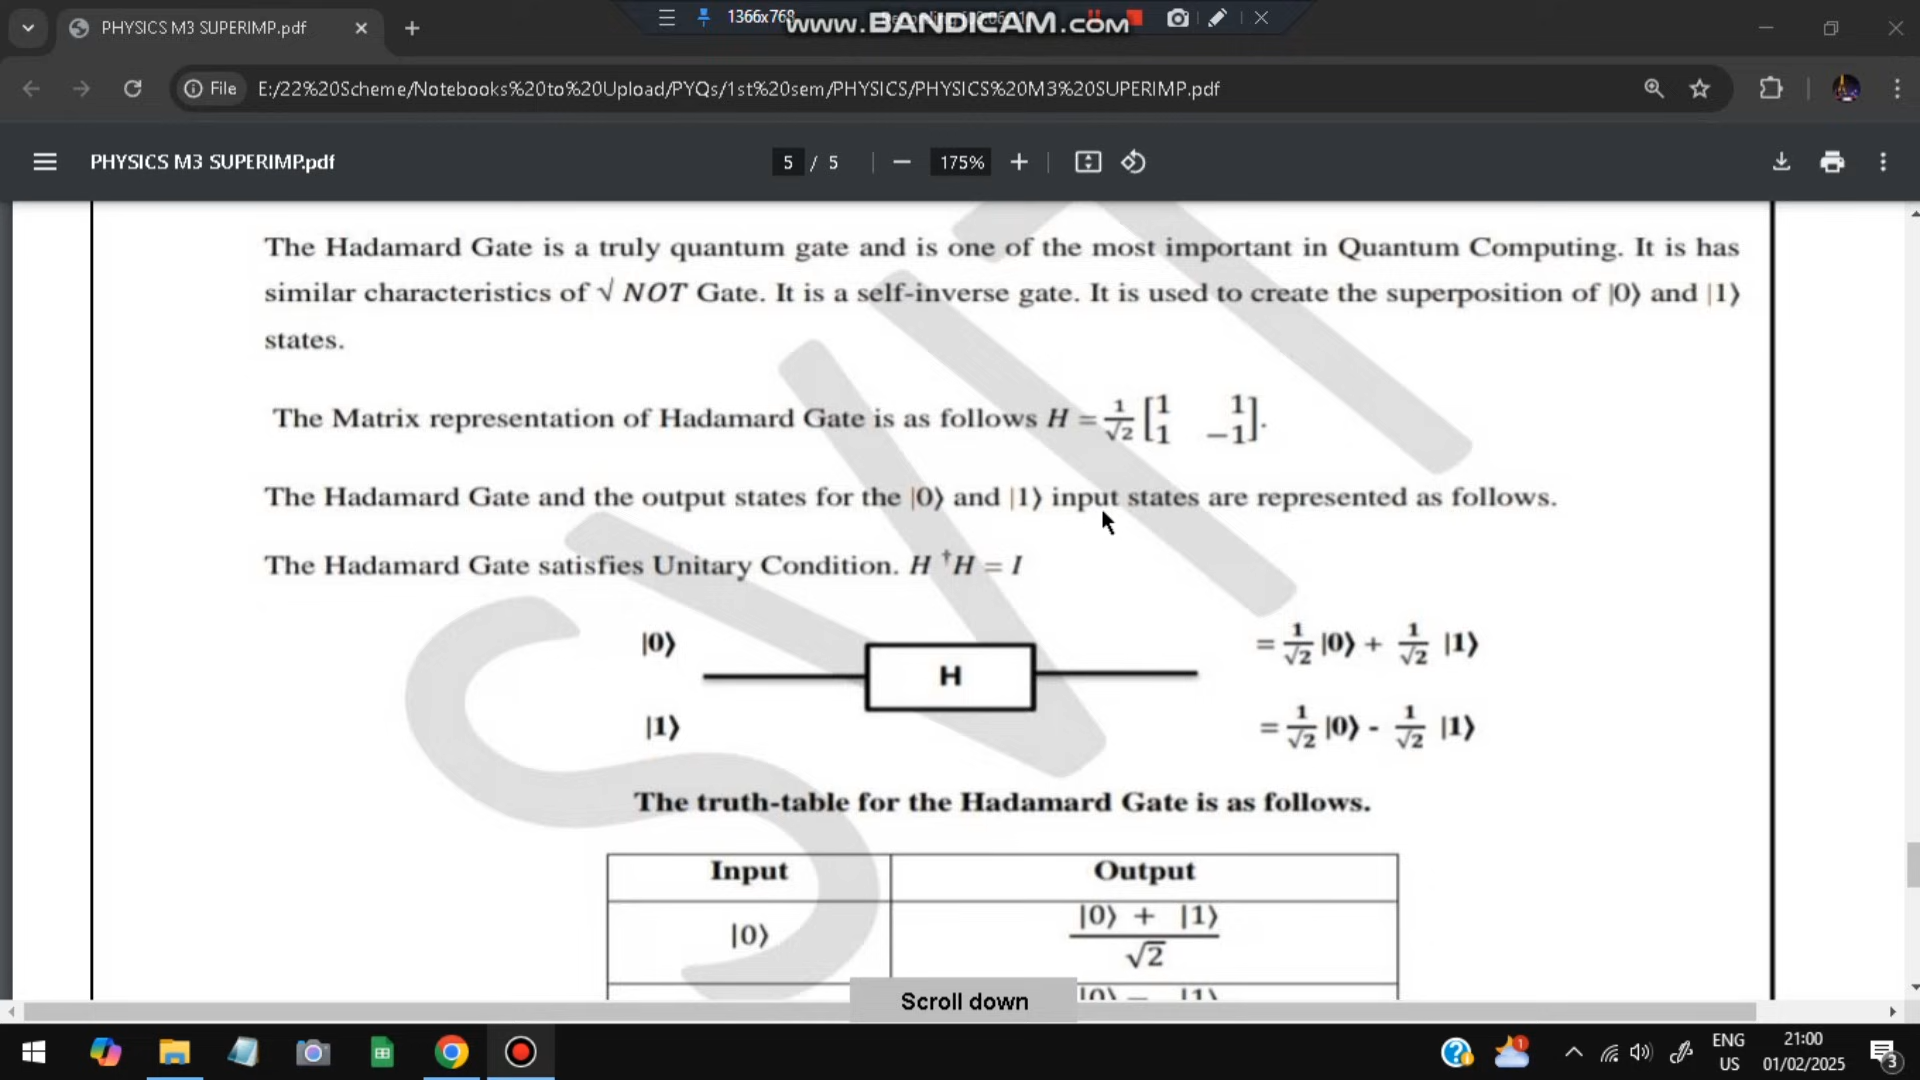 PHYSICS M3 SUPERIMP.pdf
1366x768
www.BANDICAM.com
File
E:/22%20Scheme/Notebooks%20to%20Upload/PYQs/1st%20sem/PHYSICS/PHYSICS%20M3%20SUPERIMP.pdf
PHYSICS M3 SUPERIMP.pdf
5 / 5
175%
The Hadamard Gate is a truly quantum gate and is one of the most important in Quantum Computing. It is has
similar characteristics of √ NOT Gate. It is a self-inverse gate. It is used to create the superposition of |0⟩ and |1⟩
states.
The Matrix representation of Hadamard Gate is as follows H = 1/√2 [1 1 1 −1].
The Hadamard Gate and the output states for the |0⟩ and |1⟩ input states are represented as follows.
The Hadamard Gate satisfies Unitary Condition. H †H = I
|0⟩ = 1/√2 |0⟩ + 1/√2 |1⟩
H
|1⟩ = 1/√2 |0⟩ - 1/√2 |1⟩
The truth-table for the Hadamard Gate is as follows.
Input Output
|0⟩ |0⟩ + |1⟩ / √2
|0⟩ − |1⟩
Scroll down
SVIT
ENG
US
21:00
01/02/2025
1
3